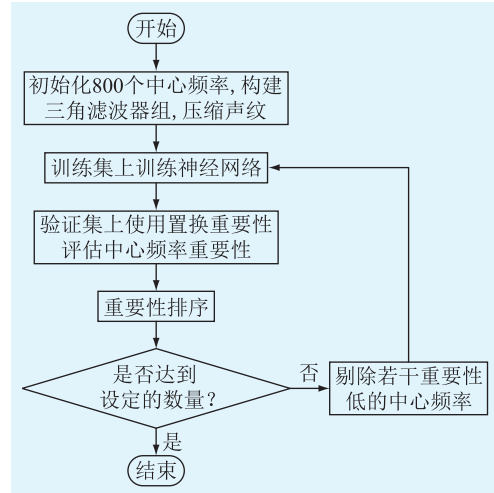 开始
初始化800个中心频率,构建
三角滤波器组,压缩声纹
训练集上训练神经网络
验证集上使用置换重要性
评估中心频率重要性
重要性排序
是否达到
设定的数量?
否
剔除若干重要性
低的中心频率
是
结束